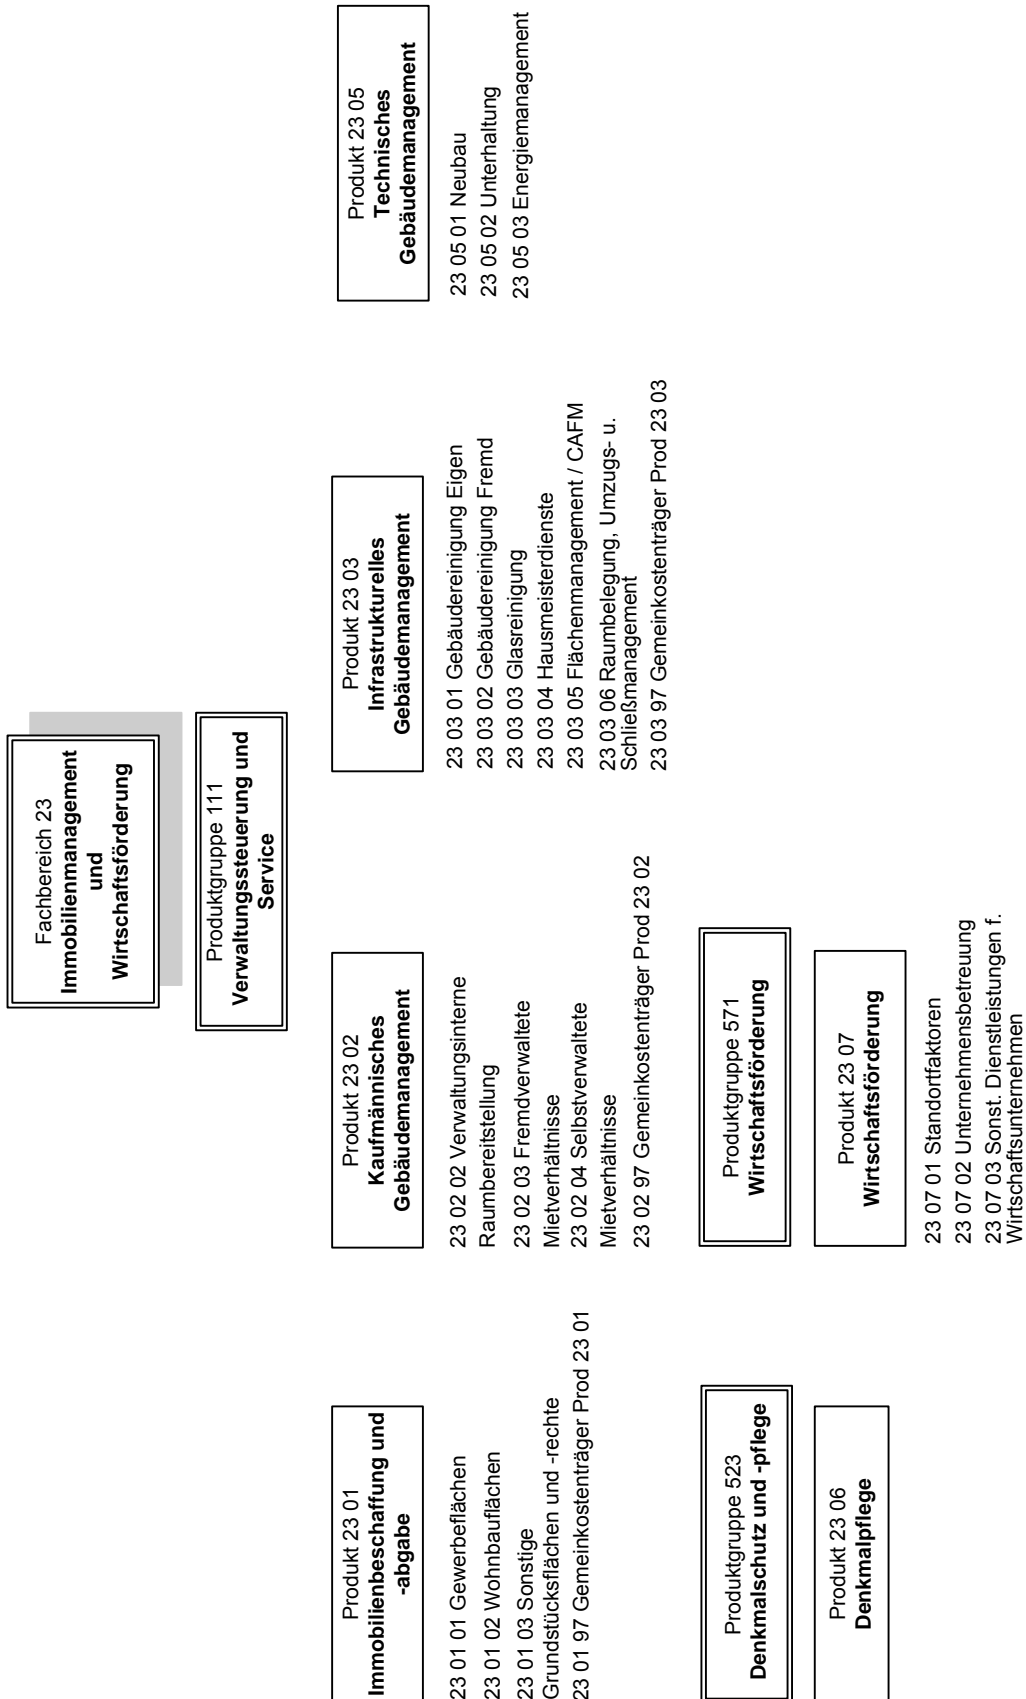 Fachbereich 23
Immobilienmanagement
und
Wirtschaftsförderung
Produktgruppe 111
Verwaltungssteuerung und
Service
Produkt 23 01
Immobilienbeschaffung und
-abgabe
23 01 01 Gewerbeflächen
23 01 02 Wohnbauflächen
23 01 03 Sonstige
Grundstücksflächen und -rechte
23 01 97 Gemeinkostenträger Prod 23 01
Produkt 23 02
Kaufmännisches
Gebäudemanagement
23 02 02 Verwaltungsinterne
Raumbereitstellung
23 02 03 Fremdverwaltete
Mietverhältnisse
23 02 04 Selbstverwaltete
Mietverhältnisse
23 02 97 Gemeinkostenträger Prod 23 02
Produkt 23 03
Infrastrukturelles
Gebäudemanagement
23 03 01 Gebäudereinigung Eigen
23 03 02 Gebäudereinigung Fremd
23 03 03 Glasreinigung
23 03 04 Hausmeisterdienste
23 03 05 Flächenmanagement / CAFM
23 03 06 Raumbelegung, Umzugs- u.
Schließmanagement
23 03 97 Gemeinkostenträger Prod 23 03
Produkt 23 05
Technisches
Gebäudemanagement
23 05 01 Neubau
23 05 02 Unterhaltung
23 05 03 Energiemanagement
Produktgruppe 523
Denkmalschutz und -pflege
Produkt 23 06
Denkmalpflege
Produktgruppe 571
Wirtschaftsförderung
Produkt 23 07
Wirtschaftsförderung
23 07 01 Standortfaktoren
23 07 02 Unternehmensbetreuung
23 07 03 Sonst. Dienstleistungen f.
Wirtschaftsunternehmen